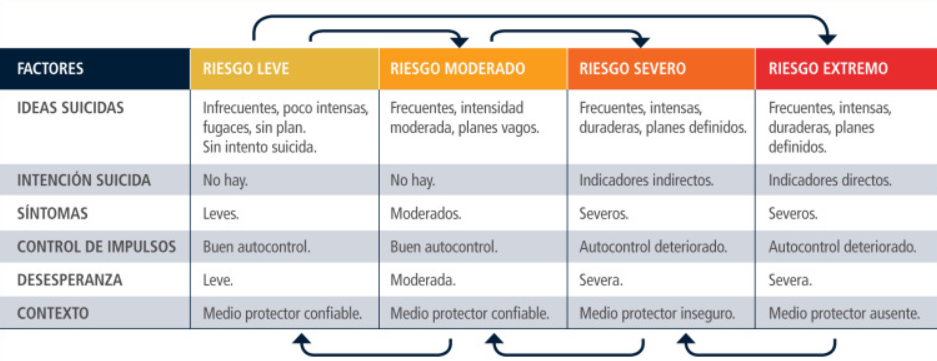 FACTORES RIESGO LEVE RIESGO MODERADO RIESGO SEVERO RIESGO EXTREMO
IDEAS SUICIDAS
Infrecuentes, poco intensas,
fugaces, sin plan.
Sin intento suicida.
Frecuentes, intensidad
moderada, planes vagos.
Frecuentes, intensas,
duraderas, planes definidos.
Frecuentes, intensas,
duraderas, planes
definidos.
INTENCIÓN SUICIDA No hay. No hay. Indicadores indirectos. Indicadores directos.
SÍNTOMAS Leves. Moderados. Severos. Severos.
CONTROL DE IMPULSOS Buen autocontrol. Buen autocontrol. Autocontrol deteriorado. Autocontrol deteriorado.
DESESPERANZA Leve. Moderada. Severa. Severa.
CONTEXTO Medio protector confiable. Medio protector confiable. Medio protector inseguro. Medio protector ausente.